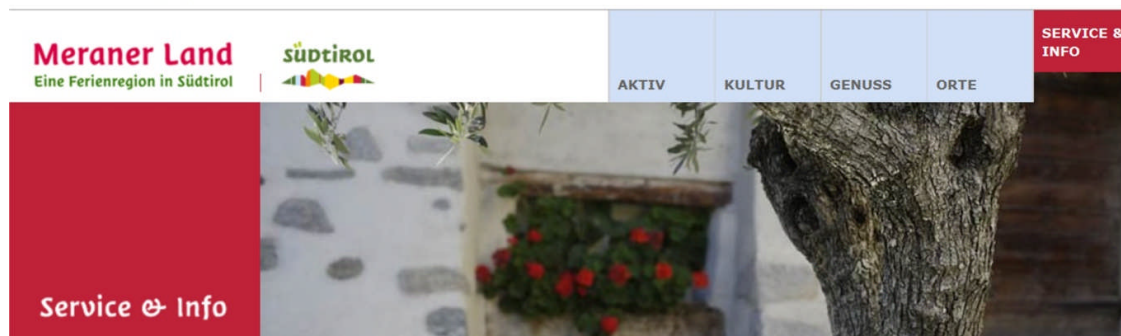 Meraner Land
Eine Ferienregion in Südtirol
SÜDTIROL
AKTIV
KULTUR
GENUSS
ORTE
SERVICE &
INFO
Service & Info